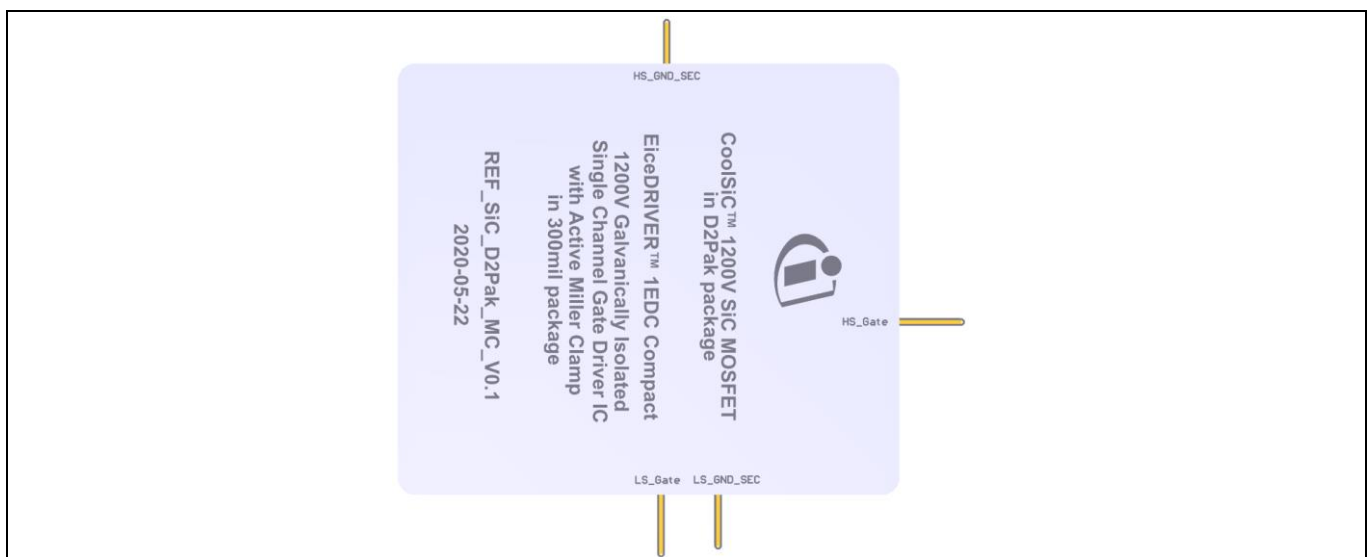 HS_GND_SEC
CoolSiC™ 1200V SiC MOSFET
in D2Pak package
EiceDRIVER™ 1EDC Compact
1200V Galvanically Isolated
Single Channel Gate Driver IC
with Active Miller Clamp
in 300mil package
REF_SiC_D2Pak_MC_V0.1
2020-05-22
HS_Gate
LS_Gate
LS_GND_SEC